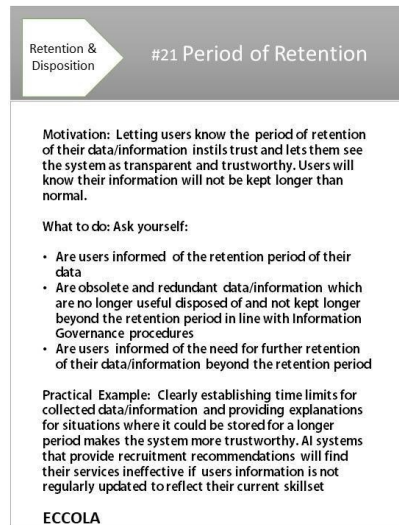 Retention &
Disposition
#21 Period of Retention
Motivation: Letting users know the period of retention
of their data/information instils trust and lets them see
the system as transparent and trustworthy. Users will
know their information will not be kept longer than
normal.
What to do: Ask yourself:
• Are users informed of the retention period of their
data
• Are obsolete and redundant data/information which
are no longer useful disposed of and not kept longer
beyond the retention period in line with Information
Governance procedures
• Are users informed of the need for further retention
of their data/information beyond the retention period
Practical Example: Clearly establishing time limits for
collected data/information and providing explanations
for situations where it could be stored for a longer
period makes the system more trustworthy. AI systems
that provide recruitment recommendations will find
their services ineffective if users information is not
regularly updated to reflect their current skillset
ECCOLA